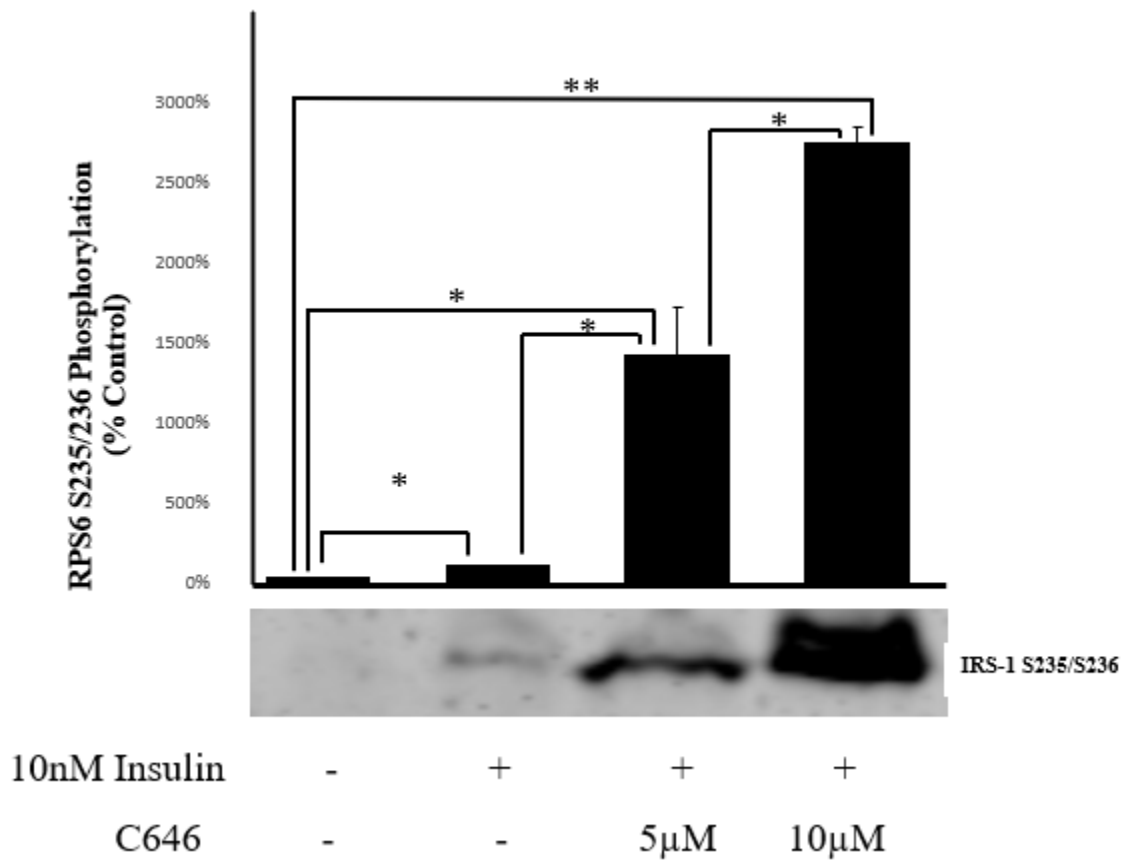 **
3000%
*
2500%
2000%
*
*
1500%
1000%
*
500%
0%
RPS6 S235/236 Phosphorylation
(% Control)
IRS-1 S235/S236
10nM Insulin - + + +
C646 - - 5µM 10µM